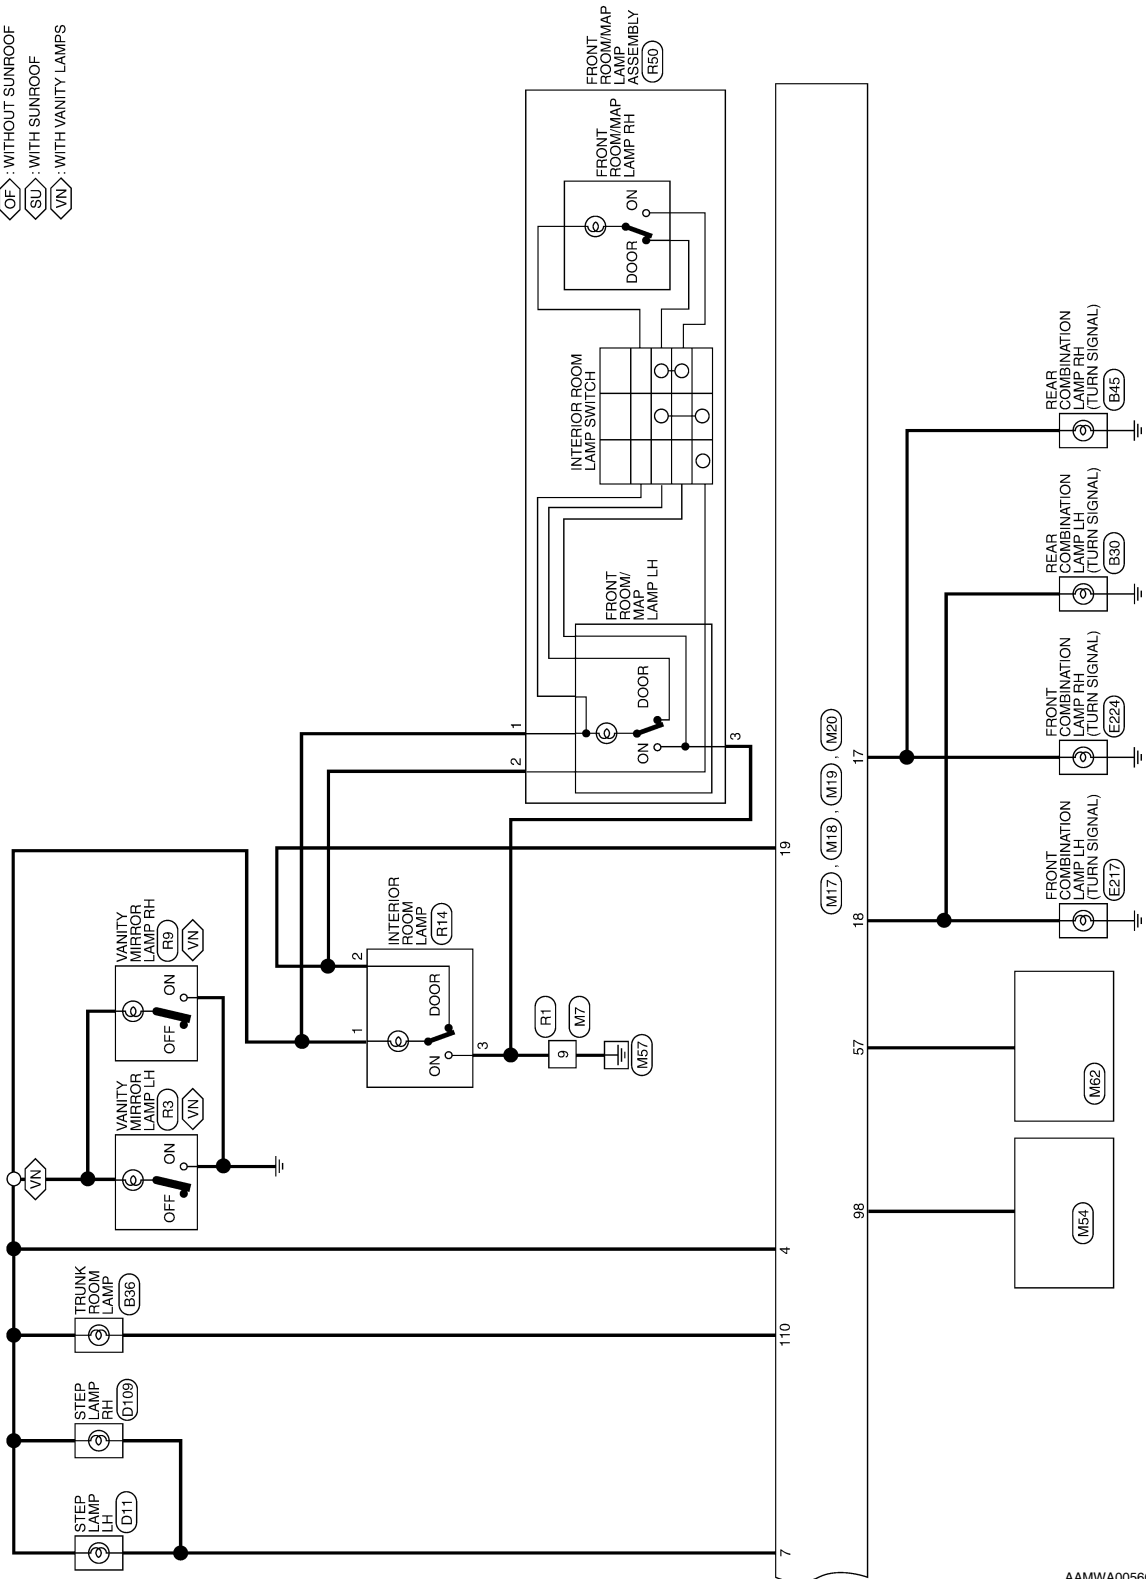 OF : WITHOUT SUNROOF
SU : WITH SUNROOF
VN : WITH VANITY LAMPS
FRONT
ROOM/MAP
LAMP
ASSEMBLY
R50
FRONT
ROOM/MAP
LAMP RH
ON
DOOR
INTERIOR ROOM
LAMP SWITCH
FRONT
ROOM/
MAP
LAMP LH
DOOR
ON
1
2
3
VANITY
MIRROR
LAMP RH
R9
VN
ON
OFF
VANITY
MIRROR
LAMP LH
R3
VN
ON
OFF
VN
INTERIOR
ROOM
LAMP
R14
2
1
DOOR
ON
3
R1
M7
9
M57
TRUNK
ROOM
LAMP
B36
STEP
LAMP
RH
D109
STEP
LAMP
LH
D11
19
4
110
7
M17 , M18 , M19 , M20
17
18
57
98
REAR
COMBINATION
LAMP RH
(TURN SIGNAL)
B45
REAR
COMBINATION
LAMP LH
(TURN SIGNAL)
B30
FRONT
COMBINATION
LAMP RH
(TURN SIGNAL)
E224
FRONT
COMBINATION
LAMP LH
(TURN SIGNAL)
E217
M62
M54